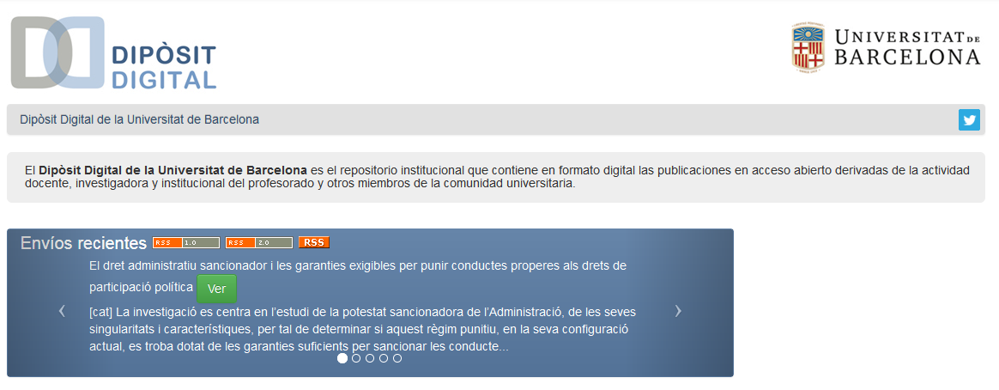 DIPÒSIT
DIGITAL
UNIVERSITAT DE
BARCELONA
Dipòsit Digital de la Universitat de Barcelona
El Dipòsit Digital de la Universitat de Barcelona es el repositorio institucional que contiene en formato digital las publicaciones en acceso abierto derivadas de la actividad
docente, investigadora y institucional del profesorado y otros miembros de la comunidad universitaria.
Envíos recientes RSS 1.0 RSS 2.0 RSS
El dret administratiu sancionador i les garanties exigibles per punir conductes properes als drets de
participació política Ver
[cat] La investigació es centra en l’estudi de la potestat sancionadora de l’Administració, de les seves
singularitats i característiques, per tal de determinar si aquest règim punitiu, en la seva configuració
actual, es troba dotat de les garanties suficients per sancionar les conducte...